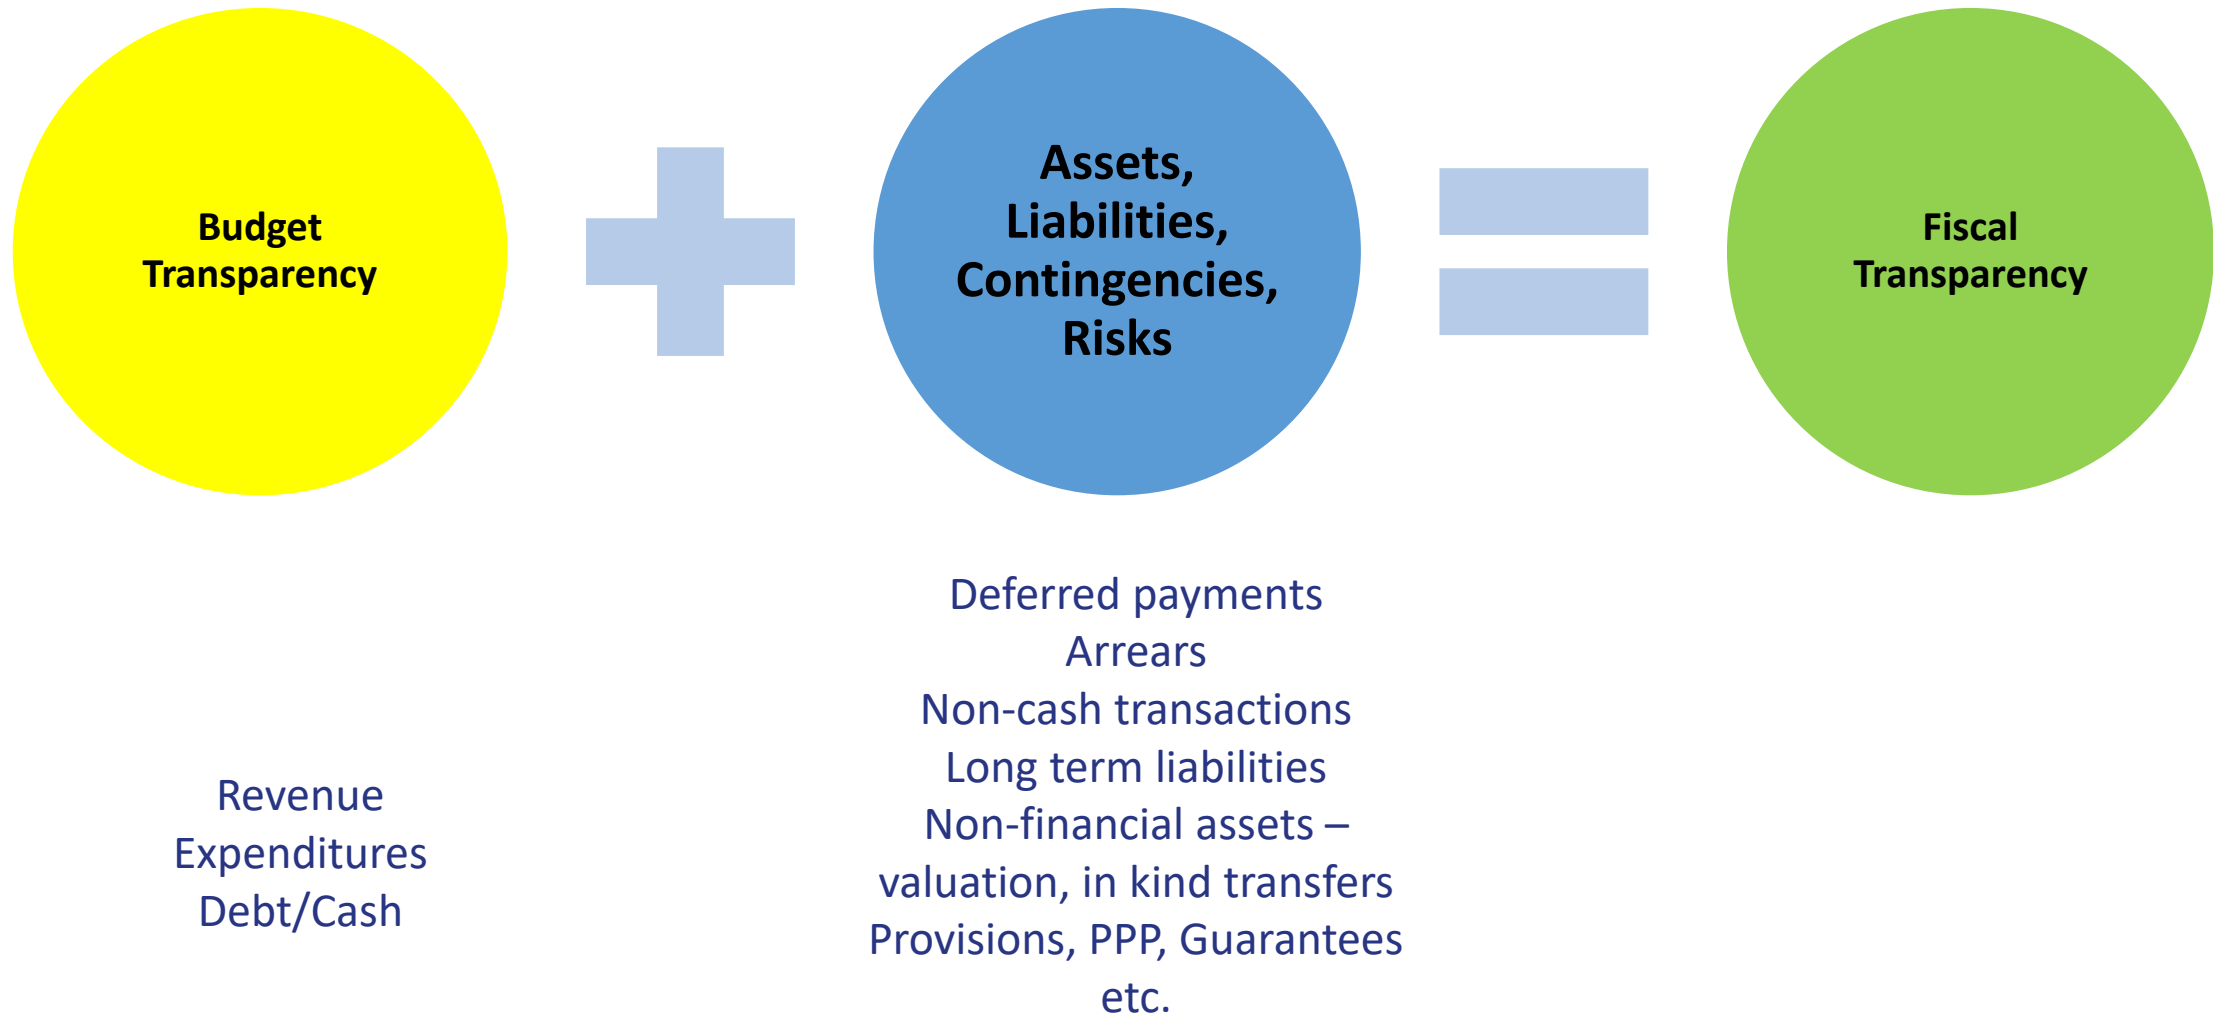 Budget
Transparency
Assets,
Liabilities,
Contingencies,
Risks
Fiscal
Transparency
Revenue
Expenditures
Debt/Cash
Deferred payments
Arrears
Non-cash transactions
Long term liabilities
Non-financial assets –
valuation, in kind transfers
Provisions, PPP, Guarantees
etc.